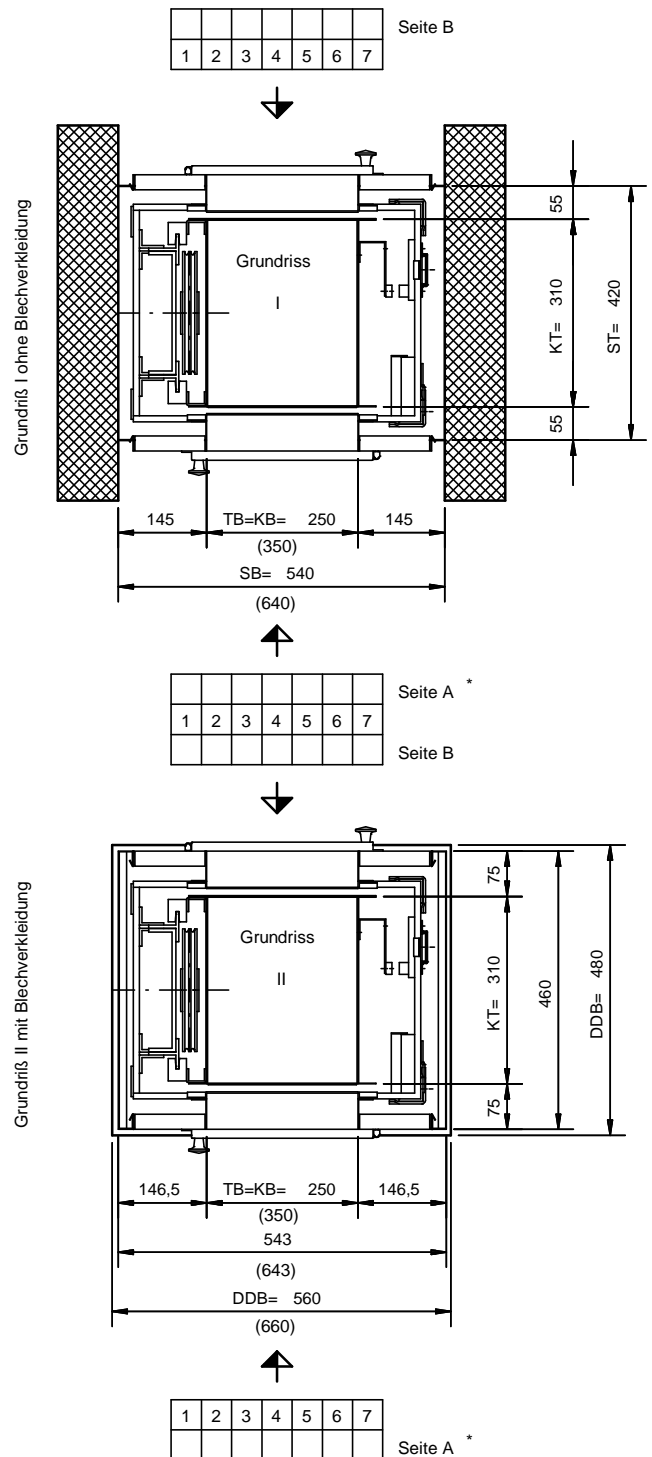 Seite B
1 2 3 4 5 6 7
Grundriß I ohne Blechverkleidung
Grundriss
I
55
KT= 310
ST= 420
55
145 TB=KB= 250 145
(350)
SB= 540
(640)
Seite A *
1 2 3 4 5 6 7
Seite B
Grundriß II mit Blechverkleidung
Grundriss
II
75
KT= 310
460
DDB= 480
75
146,5 TB=KB= 250 146,5
(350)
543
(643)
DDB= 560
(660)
1 2 3 4 5 6 7
Seite A *